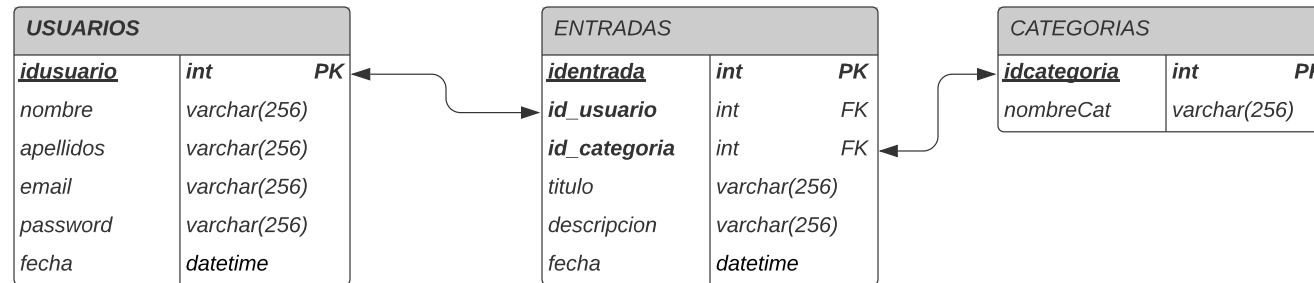 USUARIOS
idusuario int PK
nombre varchar(256)
apellidos varchar(256)
email varchar(256)
password varchar(256)
fecha datetime
ENTRADAS
identrada int PK
id_usuario int FK
id_categoria int FK
titulo varchar(256)
descripcion varchar(256)
fecha datetime
CATEGORIAS
idcategoria int PK
nombreCat varchar(256)